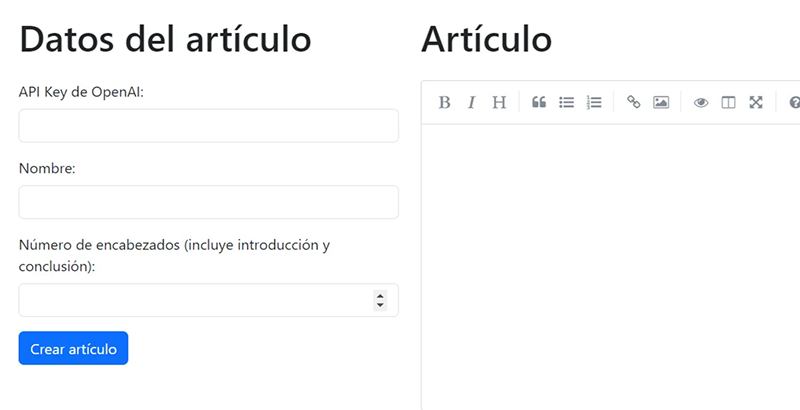 Datos del artículo
API Key de OpenAI:
Nombre:
Número de encabezados (incluye introducción y
conclusión):
Crear artículo
Artículo
B I H